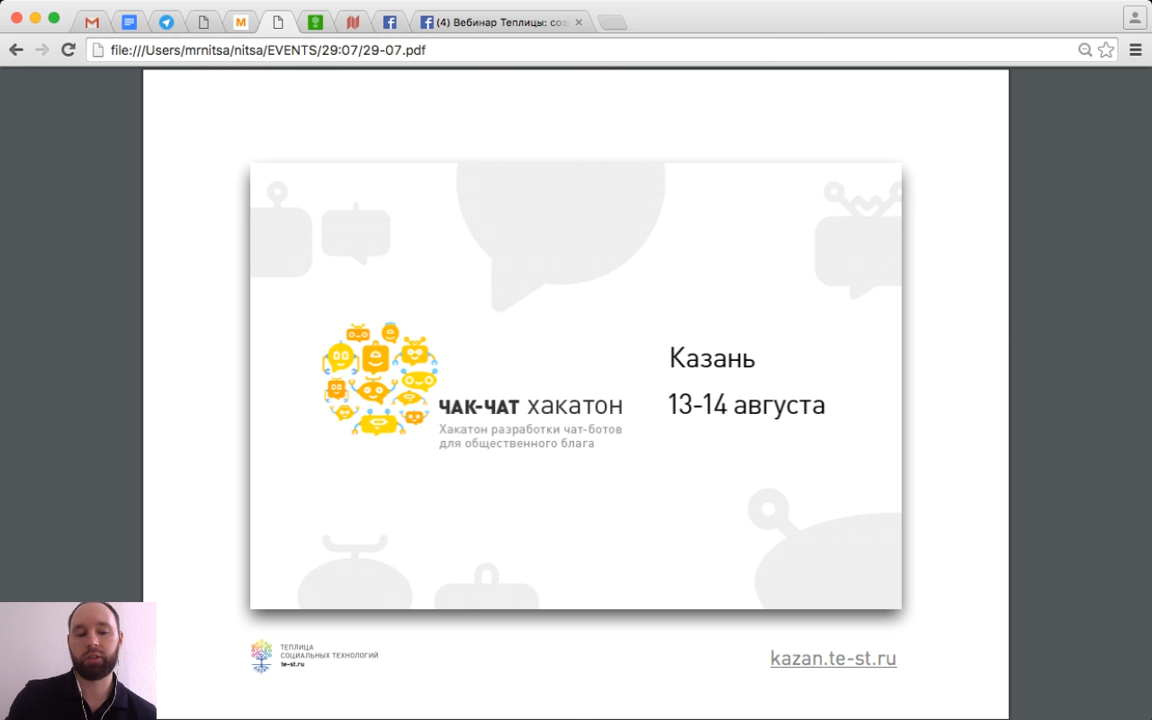 M
(4) Вебинар Теплицы: соз
file:///Users/mrnitsa/nitsa/EVENTS/29:07/29-07.pdf
Казань
13-14 августа
ЧАК-ЧАТ хакатон
Хакатон разработки чат-ботов
для общественного блага
ТЕПЛИЦА
СОЦИАЛЬНЫХ ТЕХНОЛОГИЙ
te-st.ru
kazan.te-st.ru